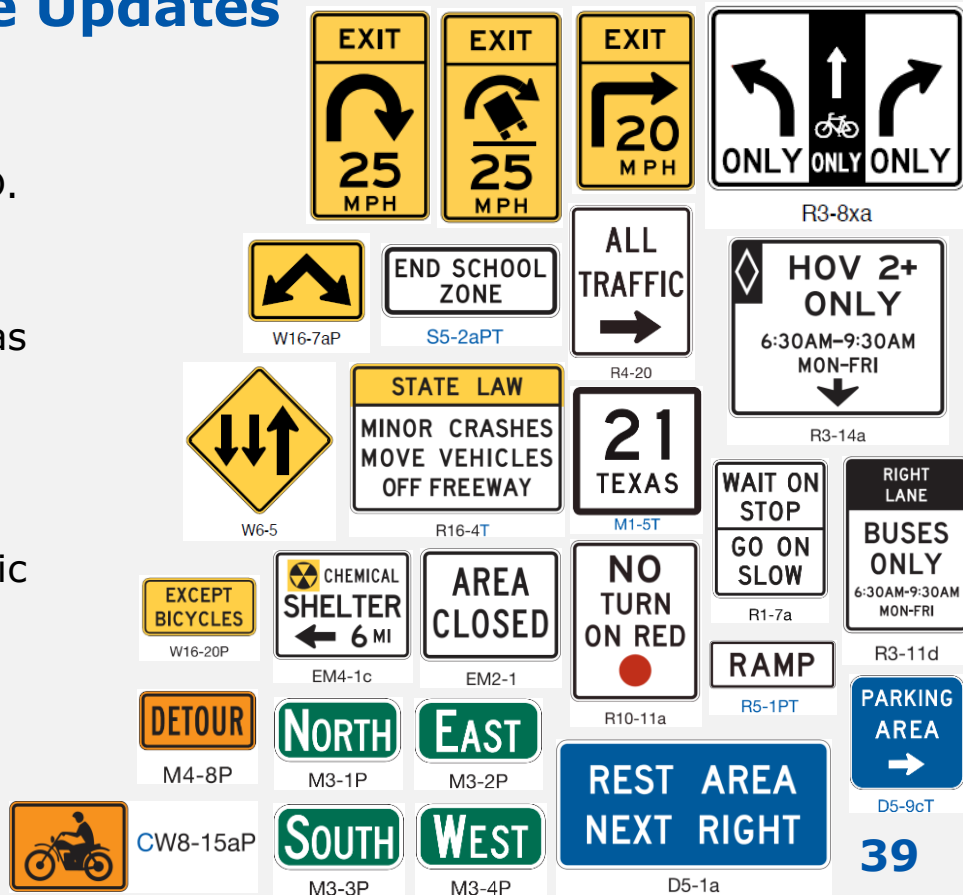 e Updates
.
as
ic
EXIT
25
MPH
EXIT
25
MPH
EXIT
20
MPH
ONLY ONLY ONLY
R3-8xa
W16-7aP
END SCHOOL
ZONE
S5-2aPT
ALL
TRAFFIC
R4-20
HOV 2+
ONLY
6:30AM–9:30AM
MON–FRI
R3-14a
W6-5
STATE LAW
MINOR CRASHES
MOVE VEHICLES
OFF FREEWAY
R16-4T
21
TEXAS
M1-5T
WAIT ON
STOP
GO ON
SLOW
R1-7a
RIGHT
LANE
BUSES
ONLY
6:30AM-9:30AM
MON-FRI
R3-11d
EXCEPT
BICYCLES
W16-20P
CHEMICAL
SHELTER
6 MI
EM4-1c
AREA
CLOSED
EM2-1
NO
TURN
ON RED
R10-11a
RAMP
R5-1PT
PARKING
AREA
D5-9cT
DETOUR
M4-8P
NORTH
M3-1P
EAST
M3-2P
CW8-15aP
SOUTH
M3-3P
WEST
M3-4P
REST AREA
NEXT RIGHT
D5-1a
39